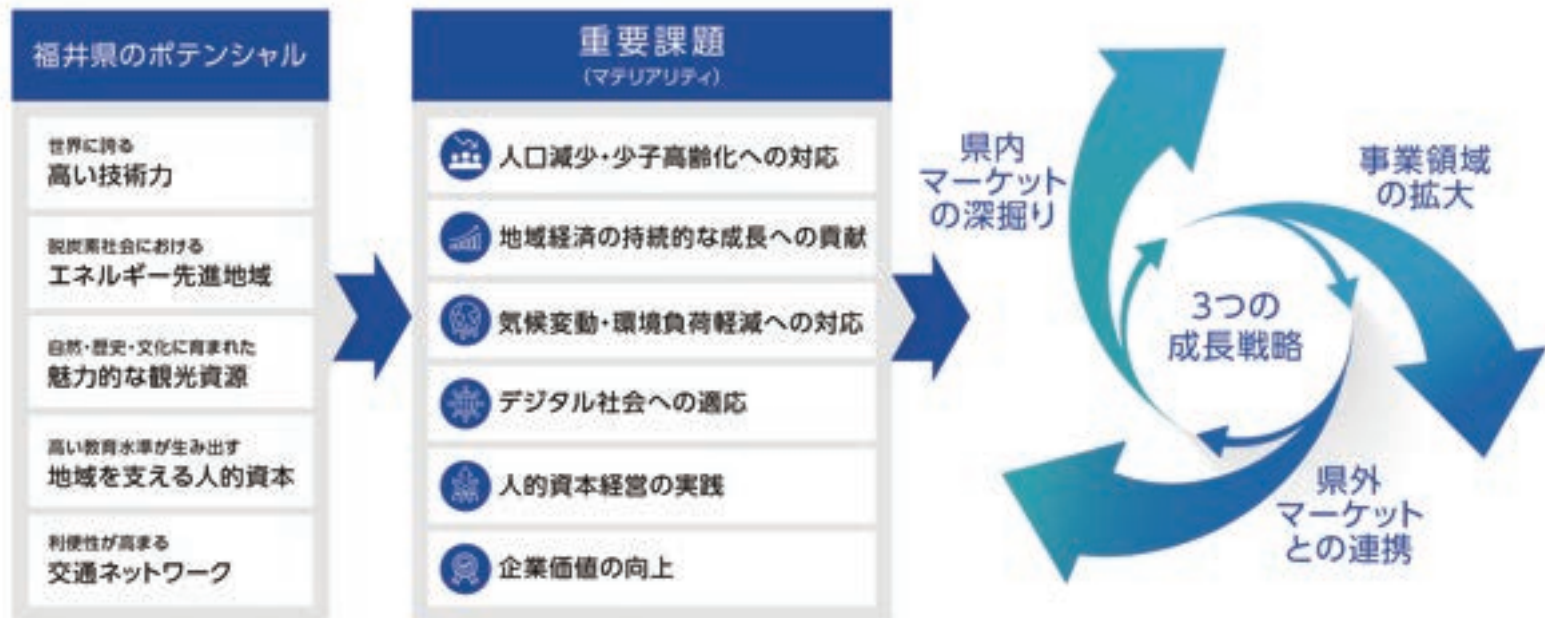 福井県のポテンシャル
世界に誇る
高い技術力
脱炭素社会における
エネルギー先進地域
自然・歴史・文化に育まれた
魅力的な観光資源
高い教育水準が生み出す
地域を支える人的資本
利便性が高まる
交通ネットワーク
重要課題
(マテリアリティ)
人口減少・少子高齢化への対応
地域経済の持続的な成長への貢献
気候変動・環境負荷軽減への対応
デジタル社会への適応
人的資本経営の実践
企業価値の向上
県内
マーケット
の深掘り
事業領域
の拡大
3つの
成長戦略
県外
マーケット
との連携